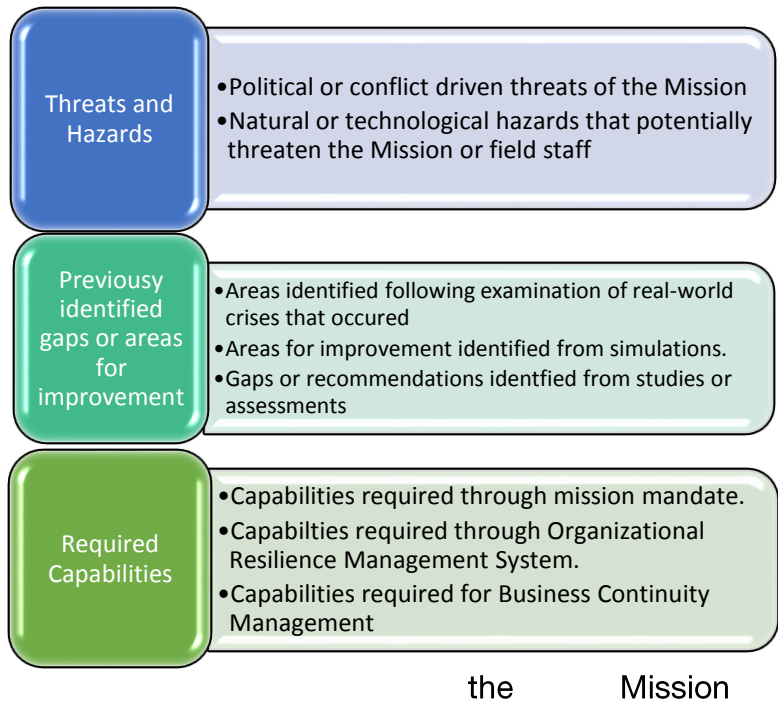 Threats and
Hazards
•Political or conflict driven threats of the Mission
•Natural or technological hazards that potentially
threaten the Mission or field staff
Previousy
identified
gaps or areas
for
improvement
•Areas identified following examination of real-world
crises that occured
•Areas for improvement identified from simulations.
•Gaps or recommendations identfied from studies or
assessments
Required
Capabilities
•Capabilities required through mission mandate.
•Capabilties required through Organizational
Resilience Management System.
•Capabilities required for Business Continuity
Management
the Mission